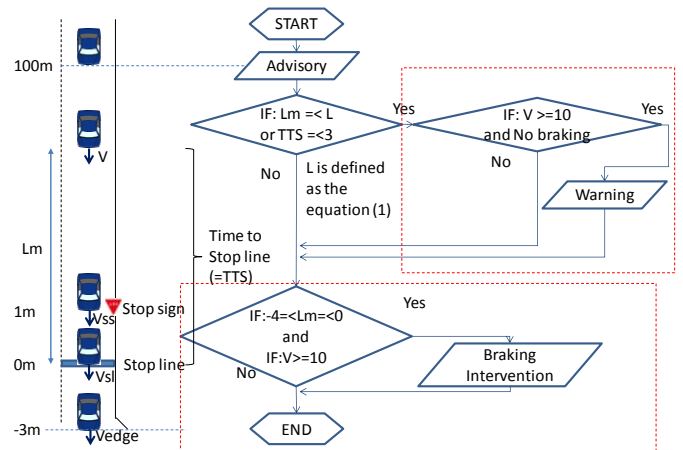 START
100m
Advisory
IF: Lm =< L
or TTS =<3
Yes
IF: V >=10
and No braking
Yes
V
No
L is defined
as the
equation (1)
No
Warning
Lm
Time to
Stop line
(=TTS)
1m
Vss
Stop sign
IF:-4=<Lm=<0
and
IF:V>=10
Yes
0m
Vsl
Stop line
No
Braking
Intervention
-3m
Vedge
END